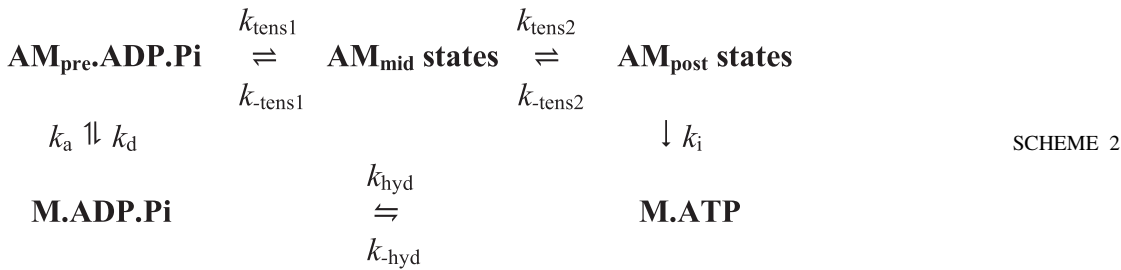 k_tens1 k_tens2
AM_pre.ADP.Pi ⇌ AM_mid states ⇌ AM_post states
k_-tens1 k_-tens2
k_a ⥮ k_d ↓ k_i SCHEME 2
k_hyd
M.ADP.Pi ⇋ M.ATP
k_-hyd